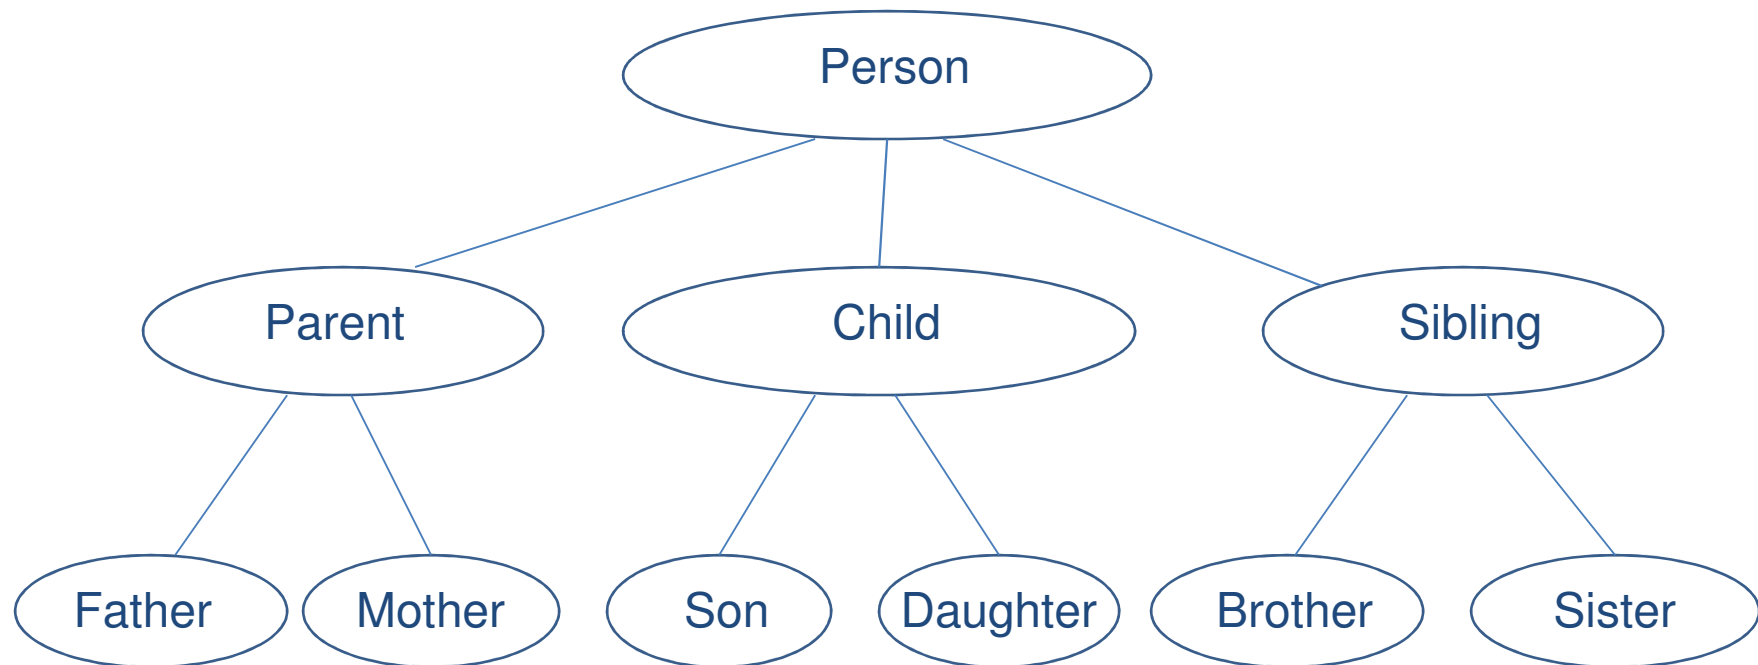 Person
Parent
Child
Sibling
Father
Mother
Son
Daughter
Brother
Sister